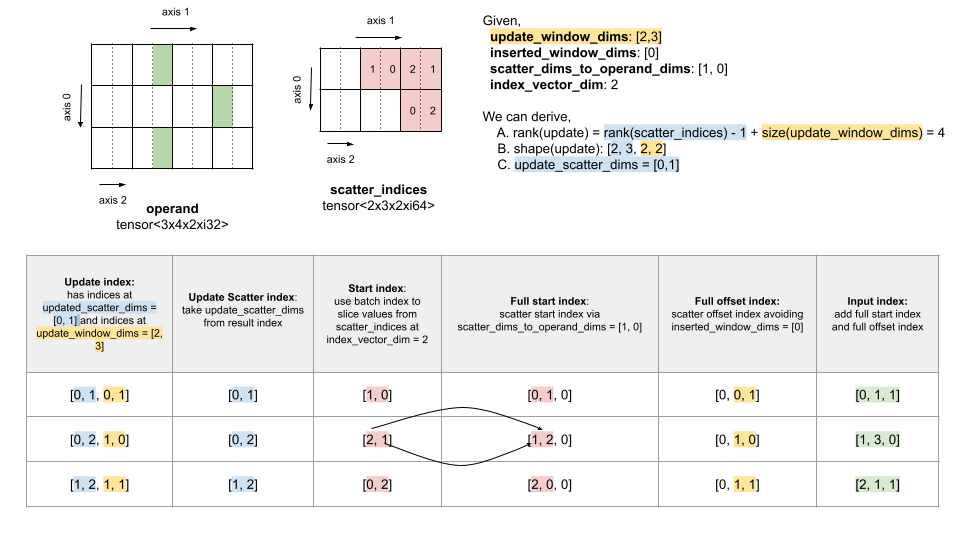 axis 1
axis 0
axis 2
operand
tensor<3x4x2xi32>
axis 1
axis 0
1 0 2 1
0 2
axis 2
scatter_indices
tensor<2x3x2xi64>
Given,
update_window_dims: [2,3]
inserted_window_dims: [0]
scatter_dims_to_operand_dims: [1, 0]
index_vector_dim: 2
We can derive,
A. rank(update) = rank(scatter_indices) - 1 + size(update_window_dims) = 4
B. shape(update): [2, 3, 2, 2]
C. update_scatter_dims = [0,1]
Update index:
has indices at
updated_scatter_dims =
[0, 1] and indices at
update_window_dims = [2,
3]
Update Scatter index:
take update_scatter_dims
from result index
Start index:
use batch index to
slice values from
scatter_indices at
index_vector_dim = 2
Full start index:
scatter start index via
scatter_dims_to_operand_dims = [1, 0]
Full offset index:
scatter offset index avoiding
inserted_window_dims = [0]
Input index:
add full start index
and full offset index
[0, 1, 0, 1] [0, 1] [1, 0] [0, 1, 0] [0, 0, 1] [0, 1, 1]
[0, 2, 1, 0] [0, 2] [2, 1] [1, 2, 0] [0, 1, 0] [1, 3, 0]
[1, 2, 1, 1] [1, 2] [0, 2] [2, 0, 0] [0, 1, 1] [2, 1, 1]